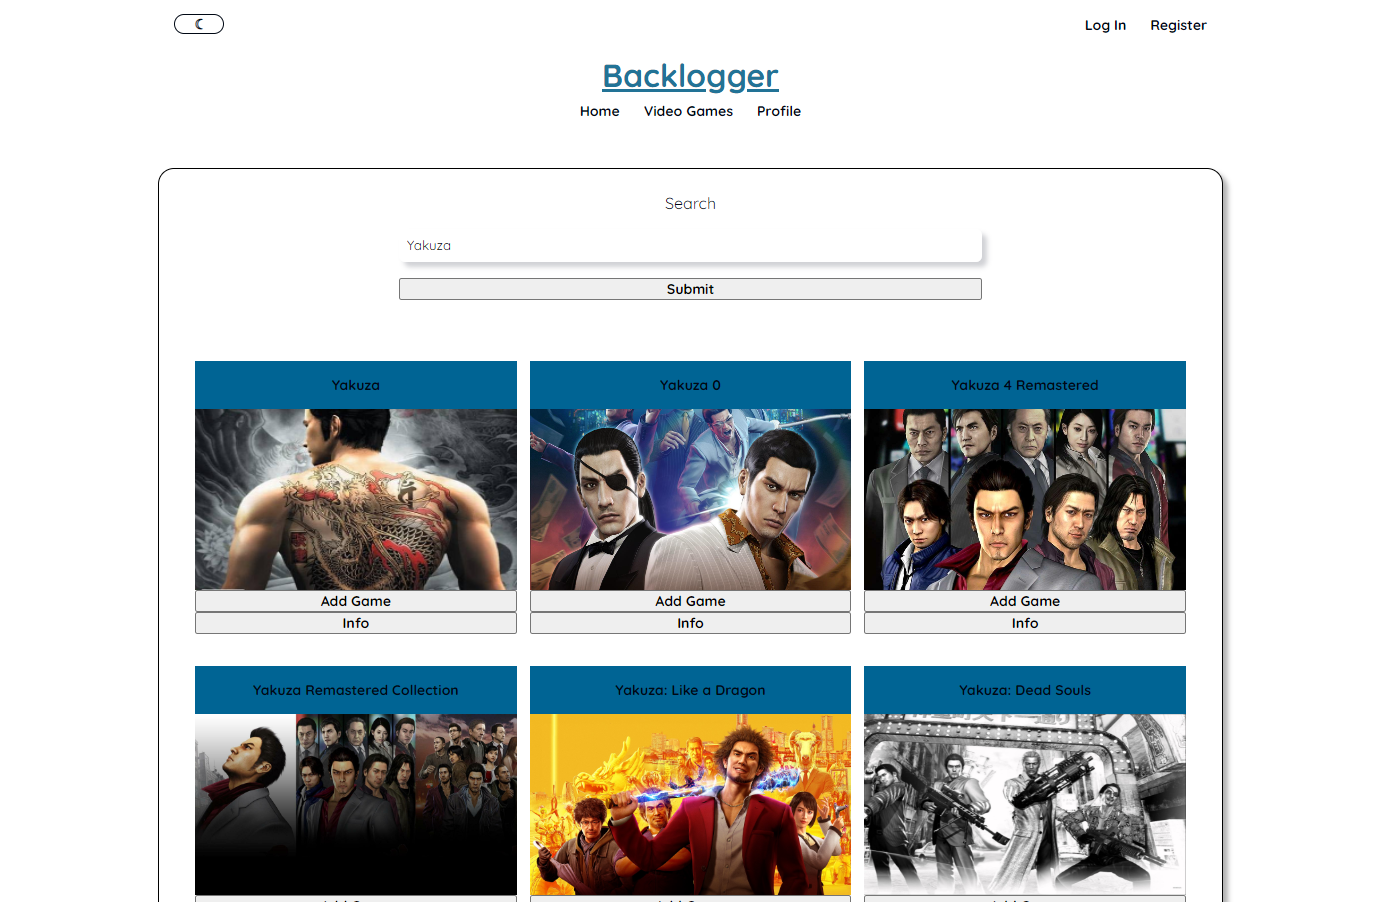 Log In Register
Backlogger
Home Video Games Profile
Search
Yakuza
Submit
Yakuza Yakuza 0 Yakuza 4 Remastered
Add Game Add Game Add Game
Info Info Info
Yakuza Remastered Collection Yakuza: Like a Dragon Yakuza: Dead Souls